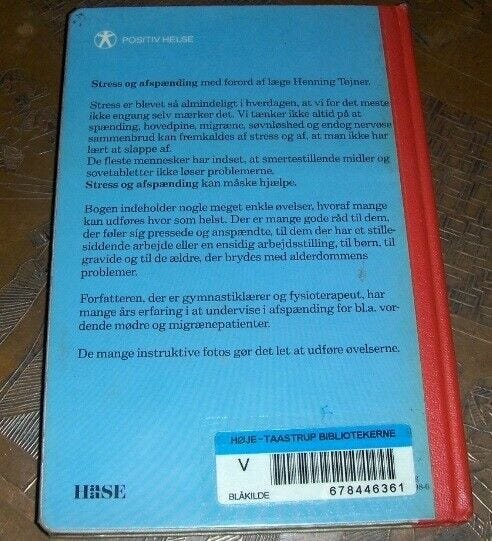 POSITIV HELSE
Stress og afspænding med forord af læge Henning Tøjner.
Stress er blevet så almindeligt i hverdagen, at vi for det meste
ikke engang selv mærker det. Vi tænker ikke altid på at
spænding, hovedpine, migræne, søvnløshed og endog nervøse
sammenbrud kan fremkaldes af stress og af, at man ikke har
lært at slappe af.
De fleste mennesker har indset, at smertestillende midler og
sovetabletter ikke løser problemerne.
Stress og afspænding kan måske hjælpe.
Bogen indeholder nogle meget enkle øvelser, hvoraf mange
kan udføres hvor som helst. Der er mange gode råd til dem,
der føler sig pressede og anspændte, til dem der har et stille-
siddende arbejde eller en ensidig arbejdsstilling, til børn, til
gravide og til de ældre, der brydes med alderdommens
problemer.
Forfatteren, der er gymnastiklærer og fysioterapeut, har
mange års erfaring i at undervise i afspænding for bl.a. vor-
dende mødre og migrænepatienter.
De mange instruktive fotos gør det let at udføre øvelserne.
HØJE-TAASTRUP BIBLIOTEKERNE
V
BLÅKILDE
678446361
HaSE